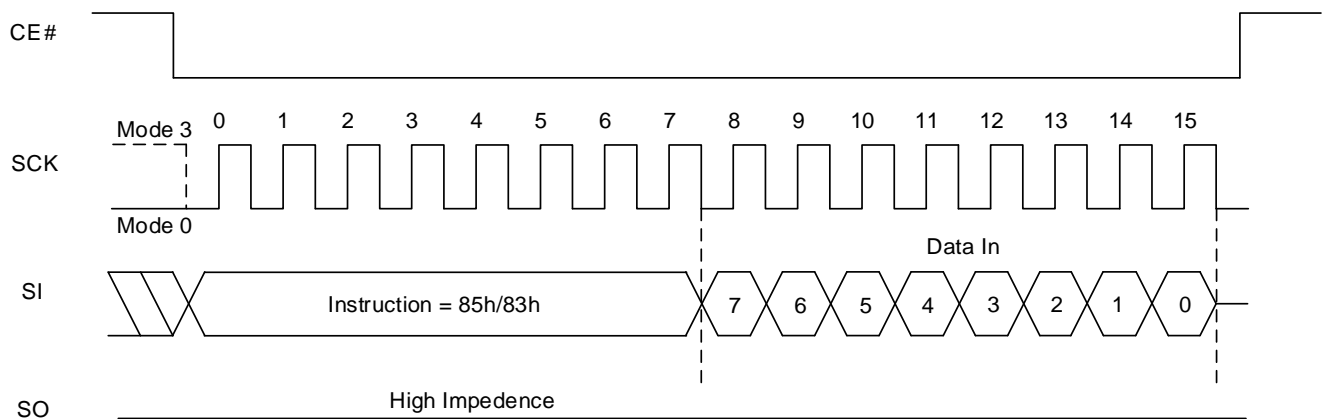 CE#
0 1 2 3 4 5 6 7 8 9 10 11 12 13 14 15
Mode 3
SCK
Mode 0
Data In
SI
Instruction = 85h/83h
7 6 5 4 3 2 1 0
High Impedence
SO